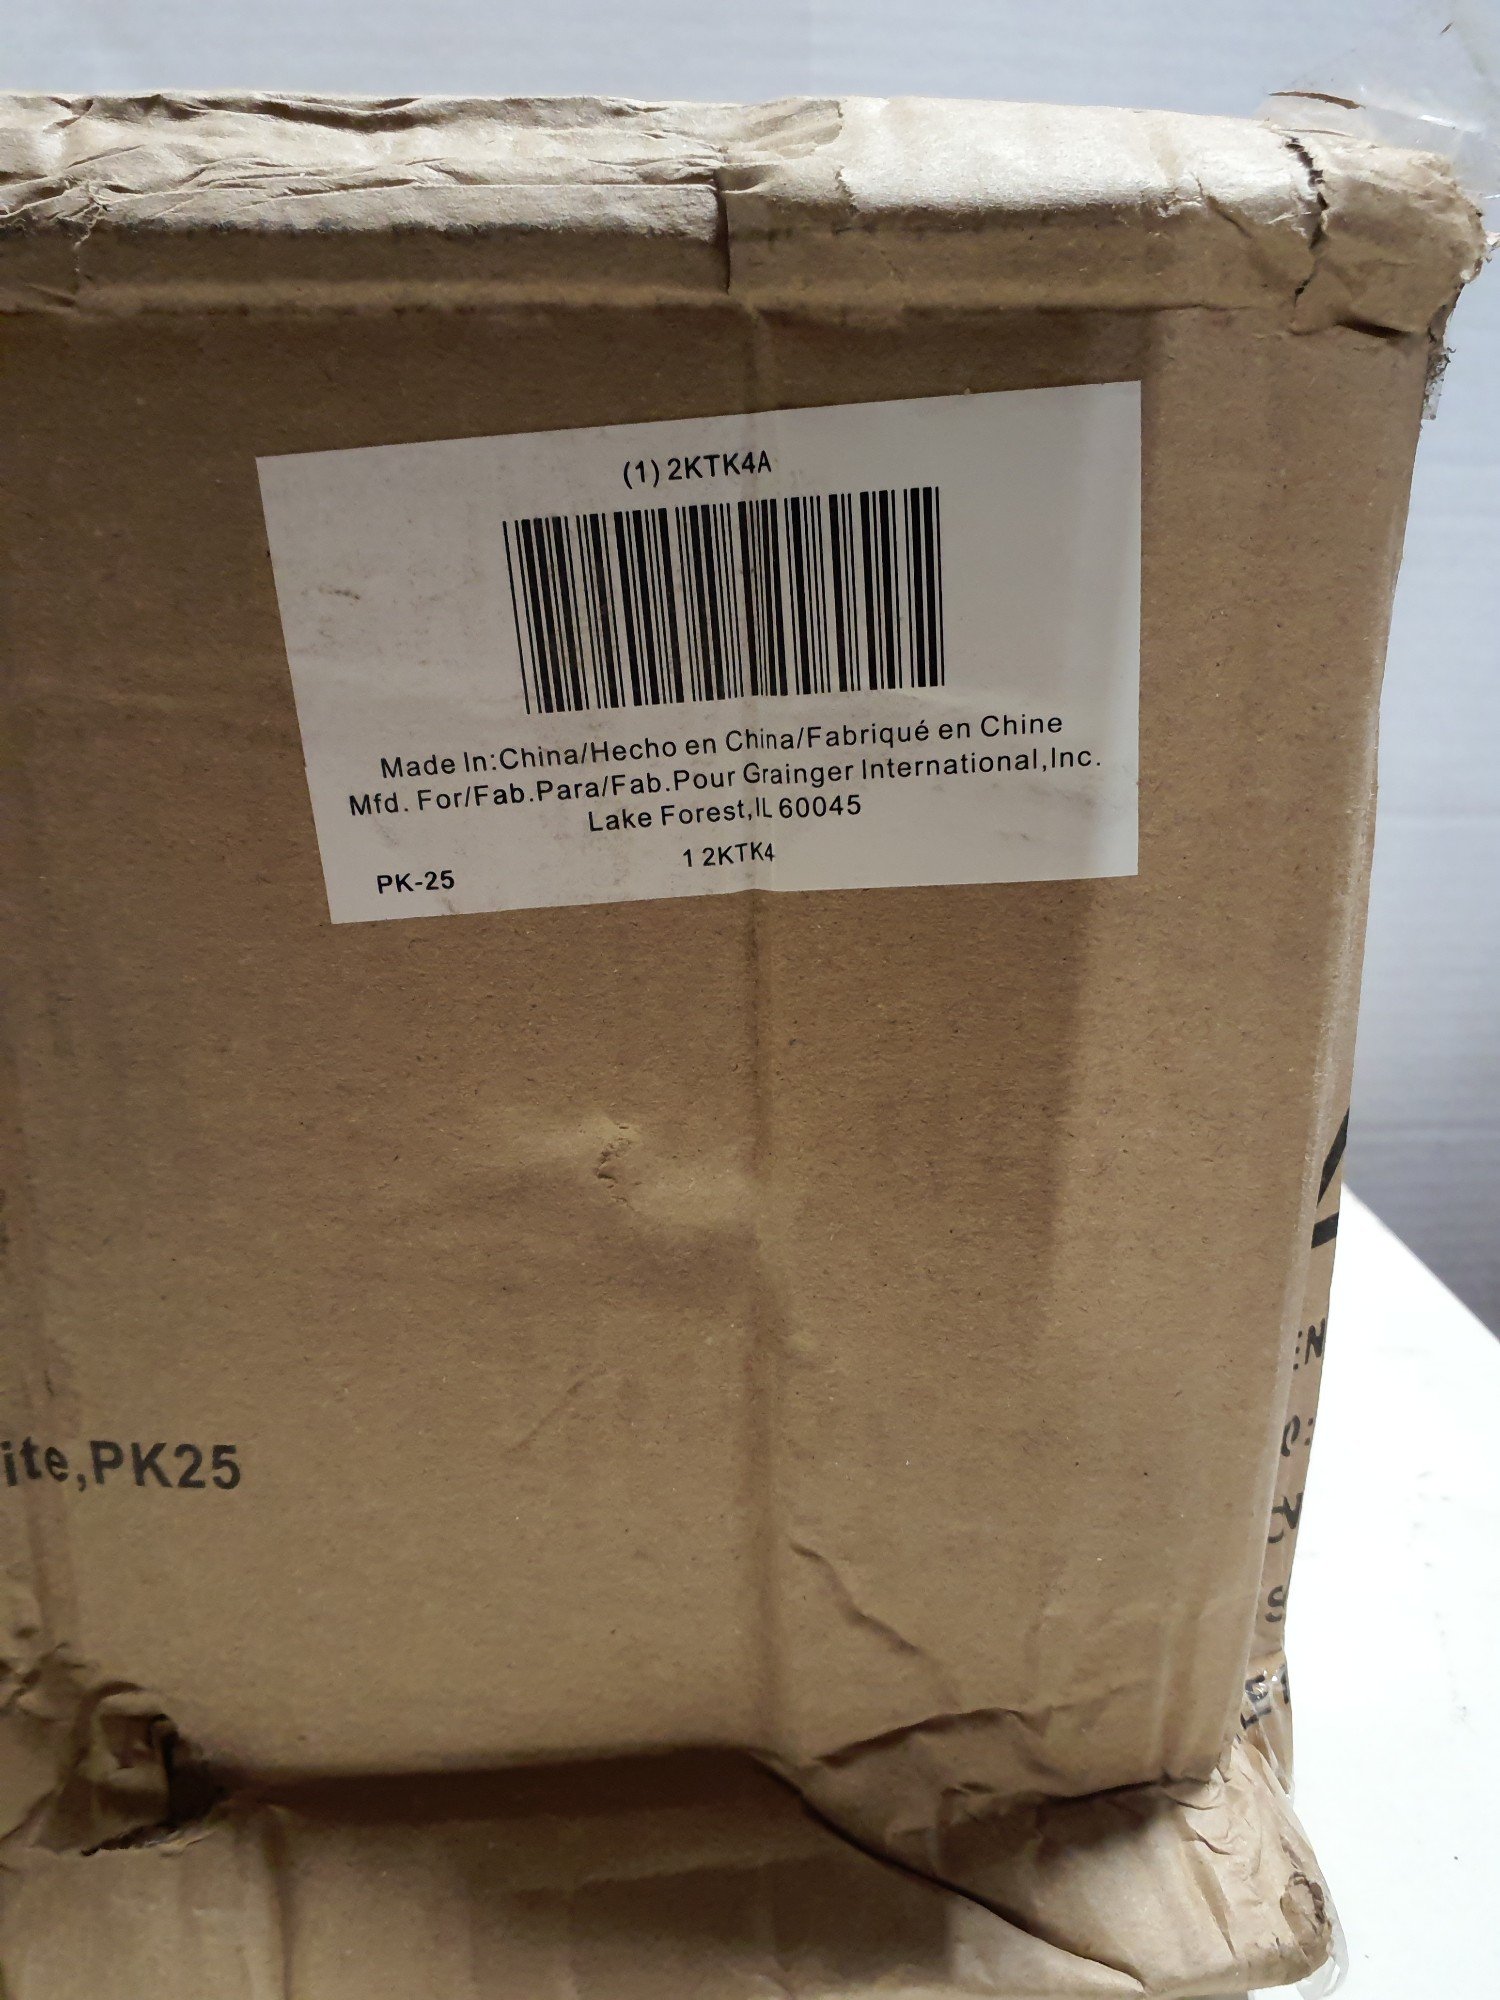 (1) 2KTK4A
Made In:China/Hecho en China/Fabriqué en Chine
Mfd. For/Fab.Para/Fab.Pour Grainger International,Inc.
Lake Forest,IL 60045
1 2KTK4
PK-25
ite,PK25